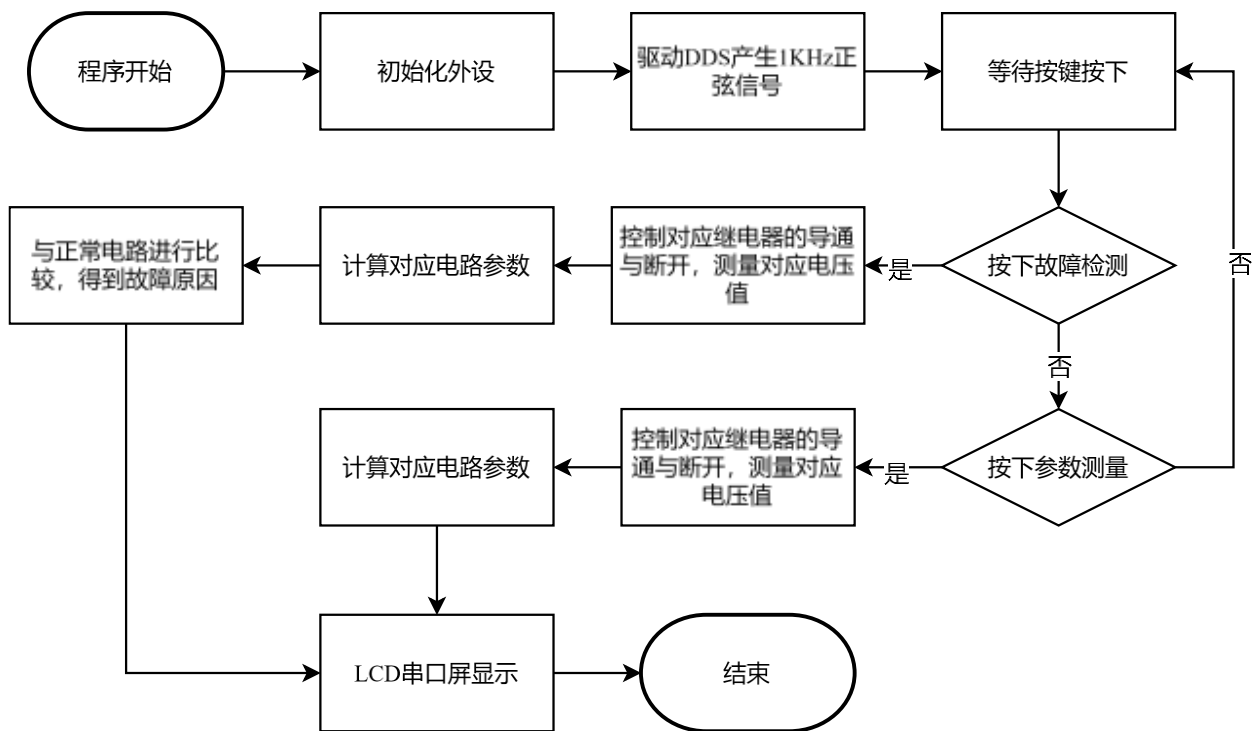 程序开始
初始化外设
驱动DDS产生1KHz正
弦信号
等待按键按下
与正常电路进行比
较，得到故障原因
计算对应电路参数
控制对应继电器的导通
与断开，测量对应电压
值
是
按下故障检测
否
否
计算对应电路参数
控制对应继电器的导
通与断开，测量对应
电压值
是
按下参数测量
LCD串口屏显示
结束